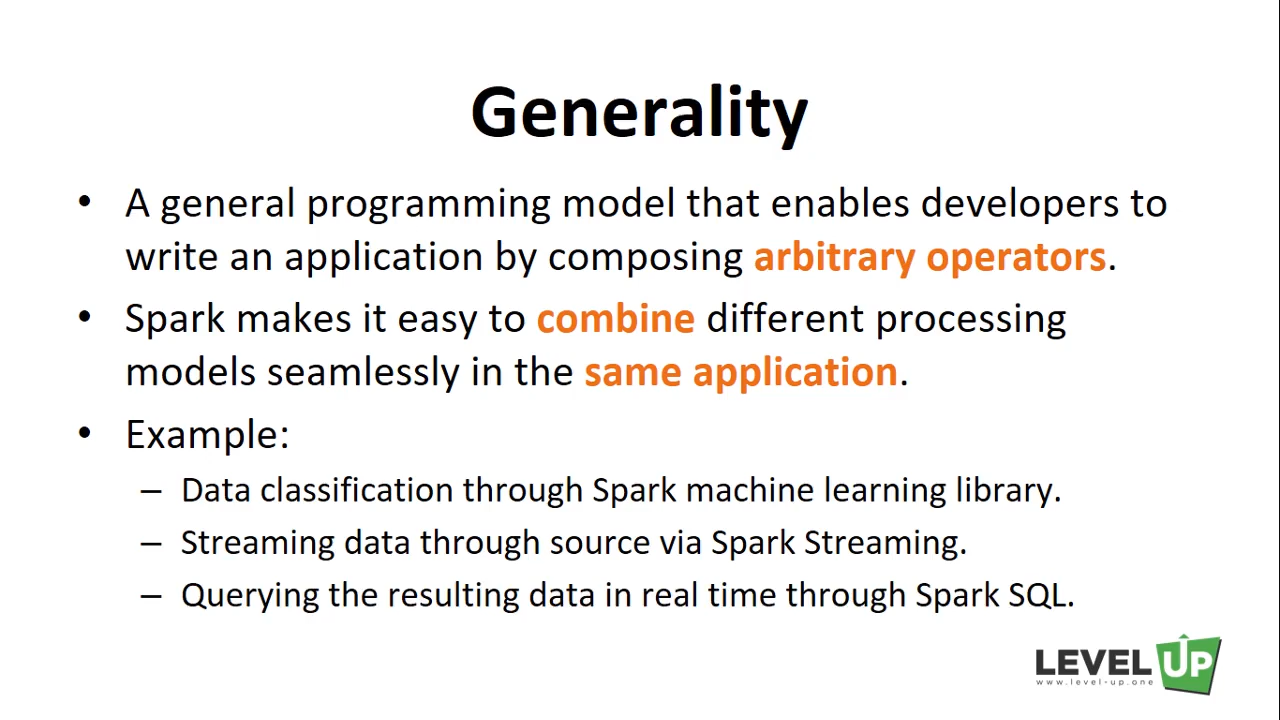 Generality
• A general programming model that enables developers to
write an application by composing arbitrary operators.
• Spark makes it easy to combine different processing
models seamlessly in the same application.
• Example:
– Data classification through Spark machine learning library.
– Streaming data through source via Spark Streaming.
– Querying the resulting data in real time through Spark SQL.
LEVEL UP
www.level-up.one